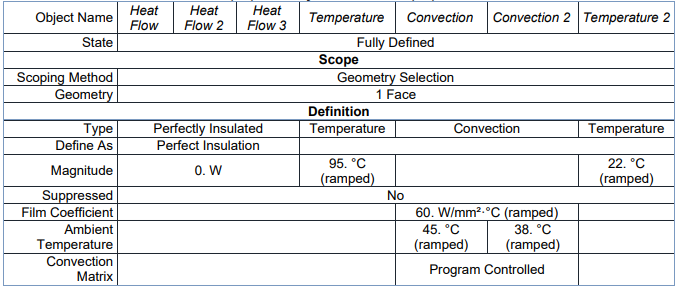 Object Name Heat Flow Heat Flow 2 Heat Flow 3 Temperature Convection Convection 2 Temperature 2
State Fully Defined
Scope
Scoping Method Geometry Selection
Geometry 1 Face
Definition
Type Perfectly Insulated Temperature Convection Temperature
Define As Perfect Insulation
Magnitude 0. W 95. °C (ramped) 22. °C (ramped)
Suppressed No
Film Coefficient 60. W/mm²·°C (ramped)
Ambient Temperature 45. °C (ramped) 38. °C (ramped)
Convection Matrix Program Controlled